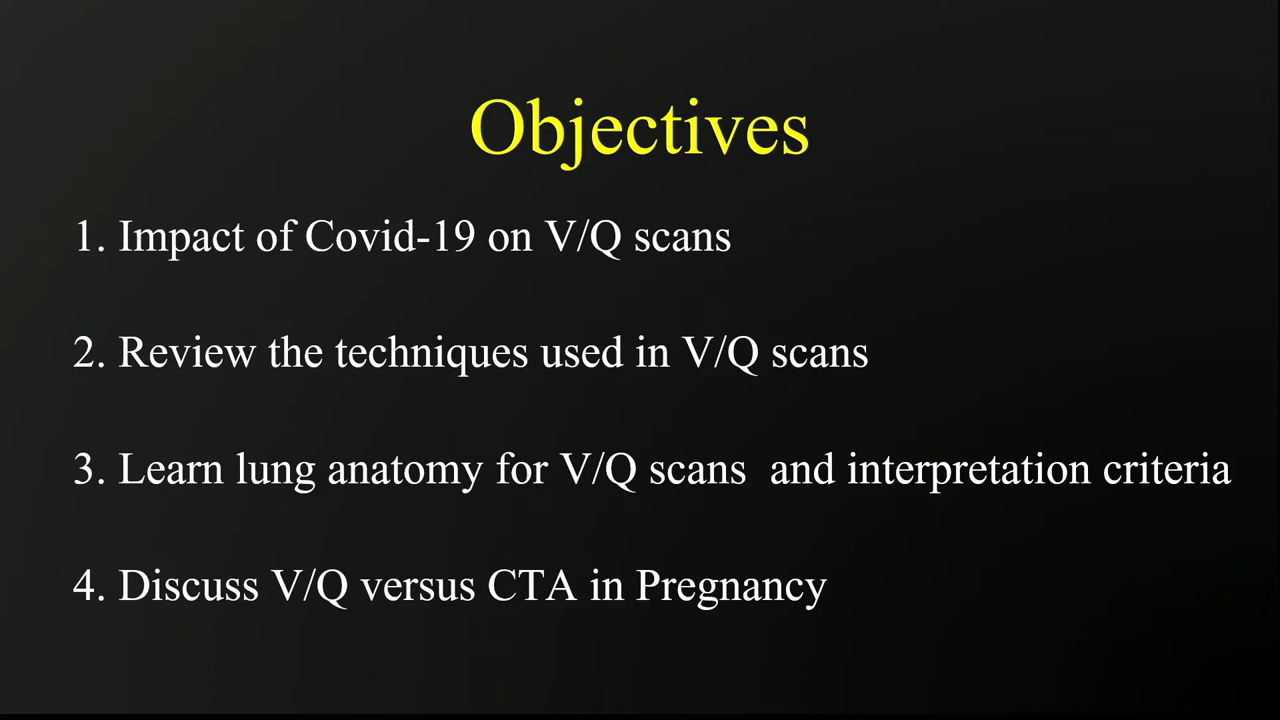 Objectives
1. Impact of Covid-19 on V/Q scans
2. Review the techniques used in V/Q scans
3. Learn lung anatomy for V/Q scans  and interpretation criteria
4. Discuss V/Q versus CTA in Pregnancy